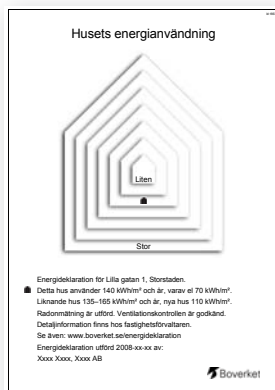 Husets energianvändning
Liten
Stor
Energideklaration för Lilla gatan 1, Storstaden.
Detta hus använder 140 kWh/m² och år, varav el 70 kWh/m².
Liknande hus 135–165 kWh/m² och år, nya hus 110 kWh/m².
Radonmätning är utförd. Ventilationskontrollen är godkänd.
Detaljinformation finns hos fastighetsförvaltaren.
Se även: www.boverket.se/energideklaration
Energideklaration utförd 2008-xx-xx av:
Xxxx Xxxx, Xxxx AB
Boverket